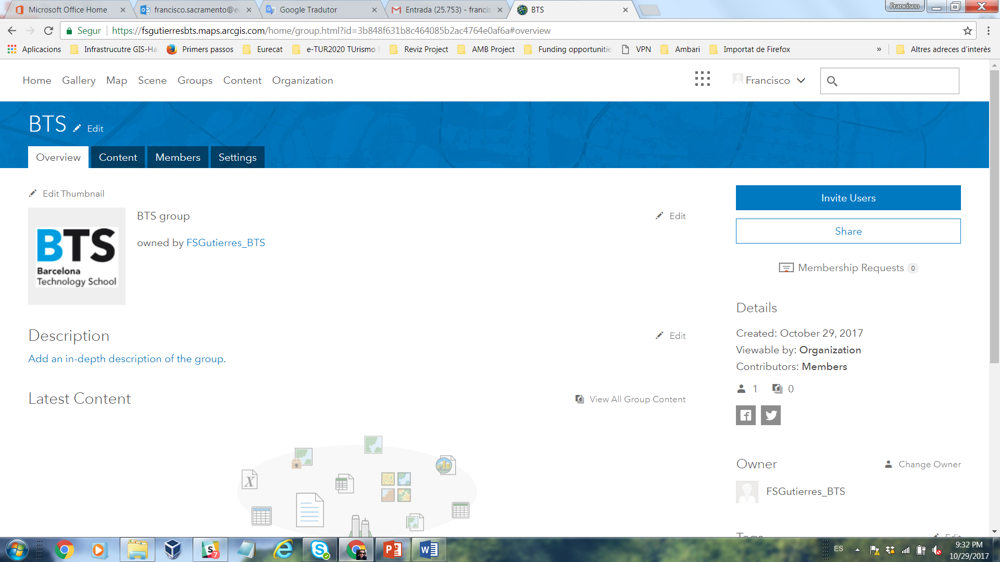 Microsoft Office Home
francisco.sacramento@e
Google Tradutor
Entrada (25.753) - francis
BTS
Francisco
Segur
https://fsgutierresbts.maps.arcgis.com/home/group.html?id=3b848f631b8c464085b2ac4764e0af6a#overview
Aplicacions
Infrastrucutre GIS-Ha
Primers passos
Eurecat
e-TUR2020 TUrismo
Reviz Project
AMB Project
Funding opportunitie
VPN
Ambari
Importat de Firefox
»
Altres adreces d'interès
Home Gallery Map Scene Groups Content Organization
Francisco
BTS Edit
Overview Content Members Settings
Edit Thumbnail
BTS
Barcelona
Technology School
BTS group
Edit
owned by FSGutierres_BTS
Invite Users
Share
Membership Requests 0
Details
Created: October 29, 2017
Viewable by: Organization
Contributors: Members
1 0
Description
Edit
Add an in-depth description of the group.
Latest Content
View All Group Content
X
Owner
Change Owner
FSGutierres_BTS
Tags
Edit
7
ES
9:32 PM
10/29/2017